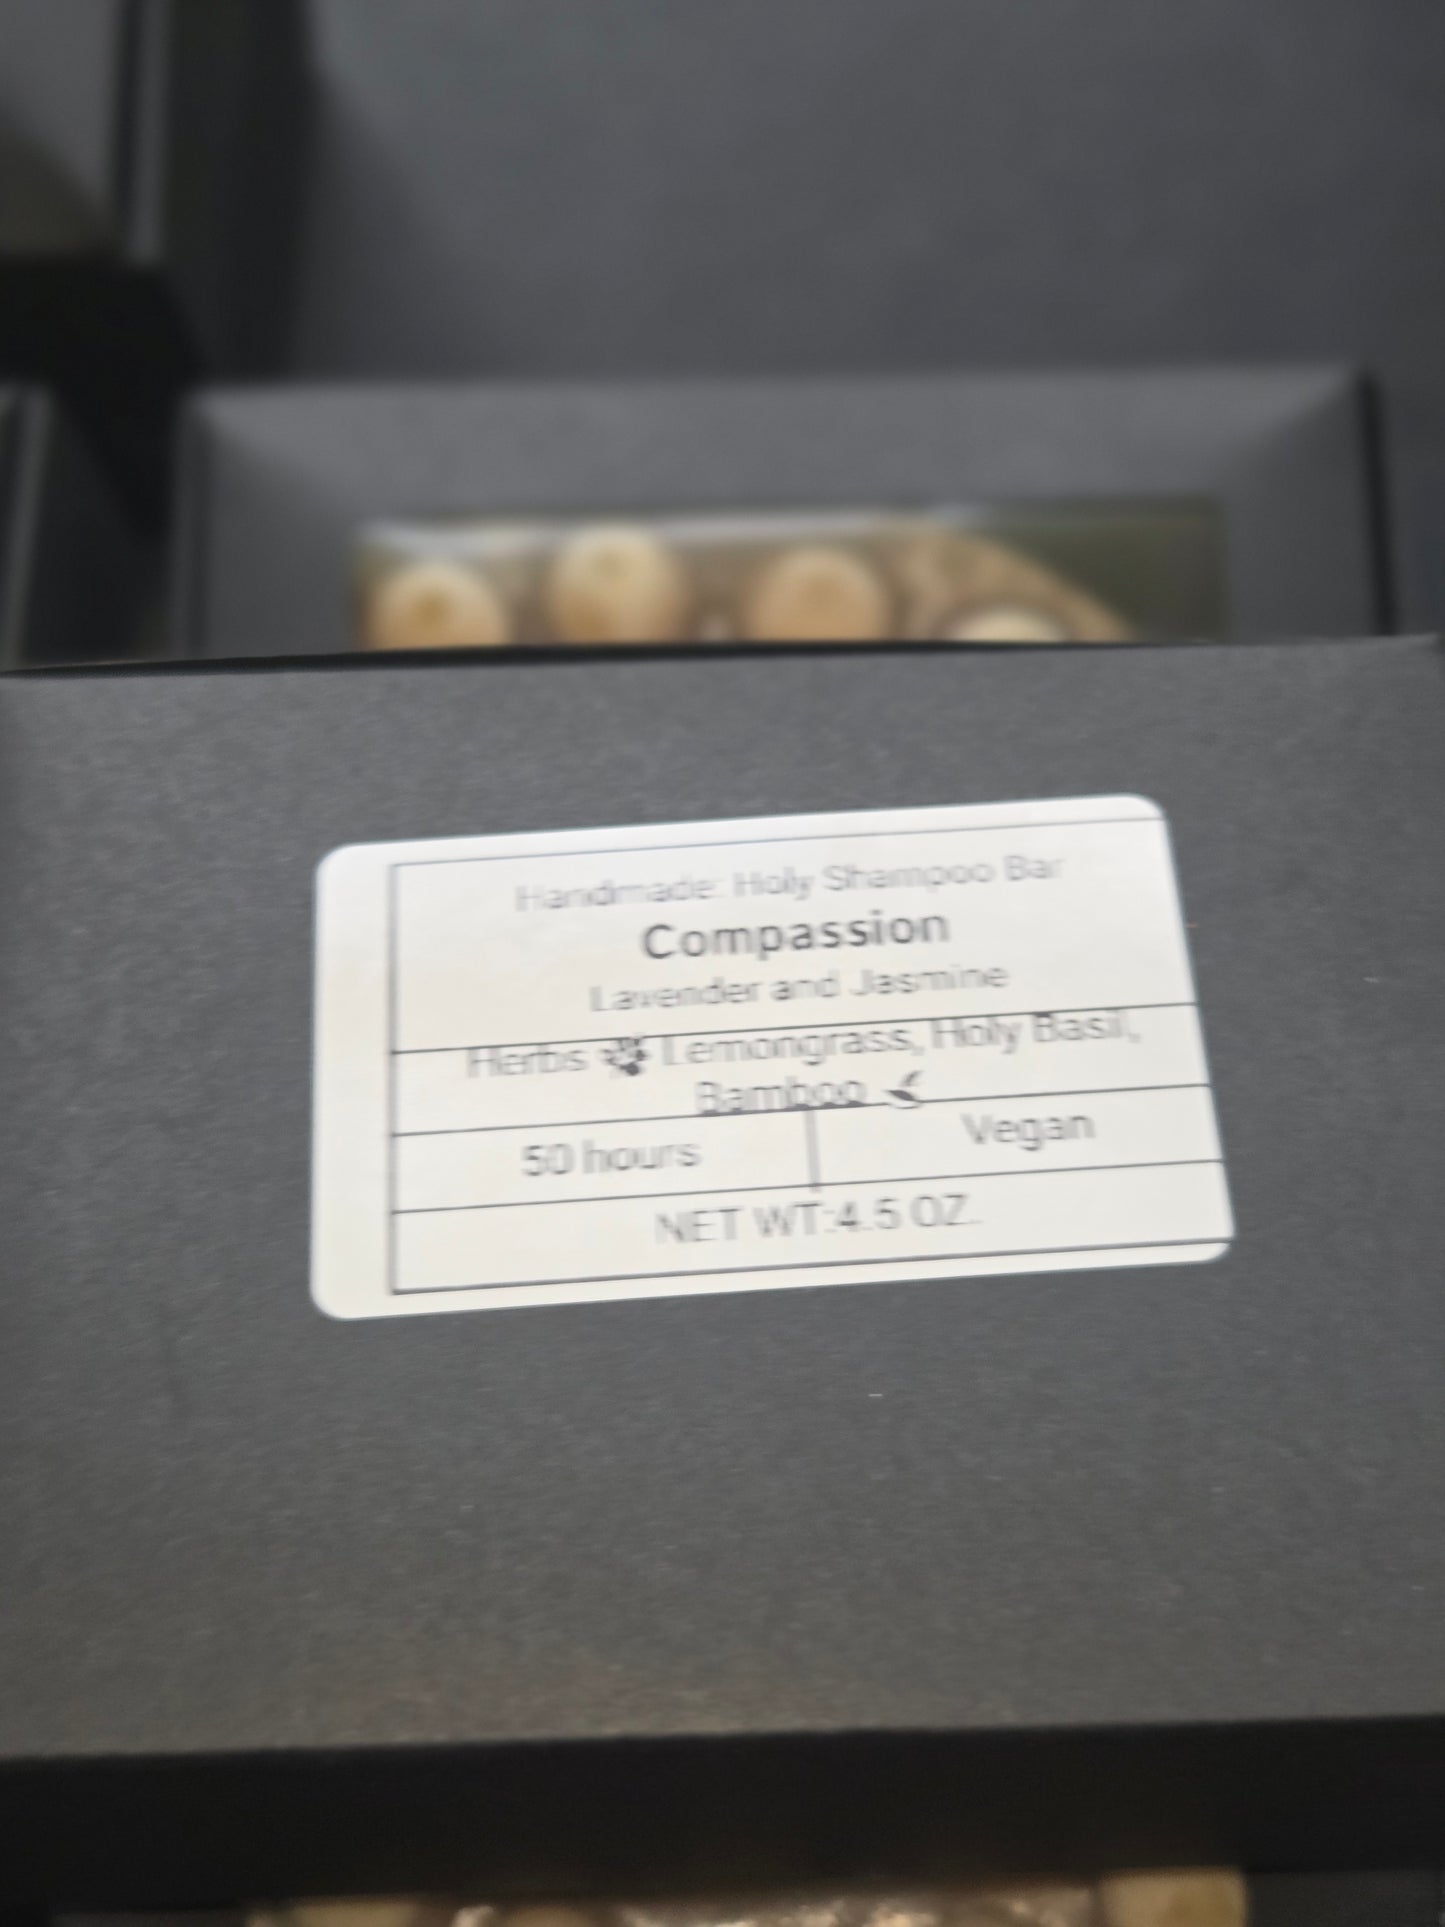 Handmade: Holy Shampoo Bar
Compassion
Lavender and Jasmine
Herbs Lemongrass, Holy Basil,
Bamboo
50 hours
Vegan
NET WT:4.5 OZ.